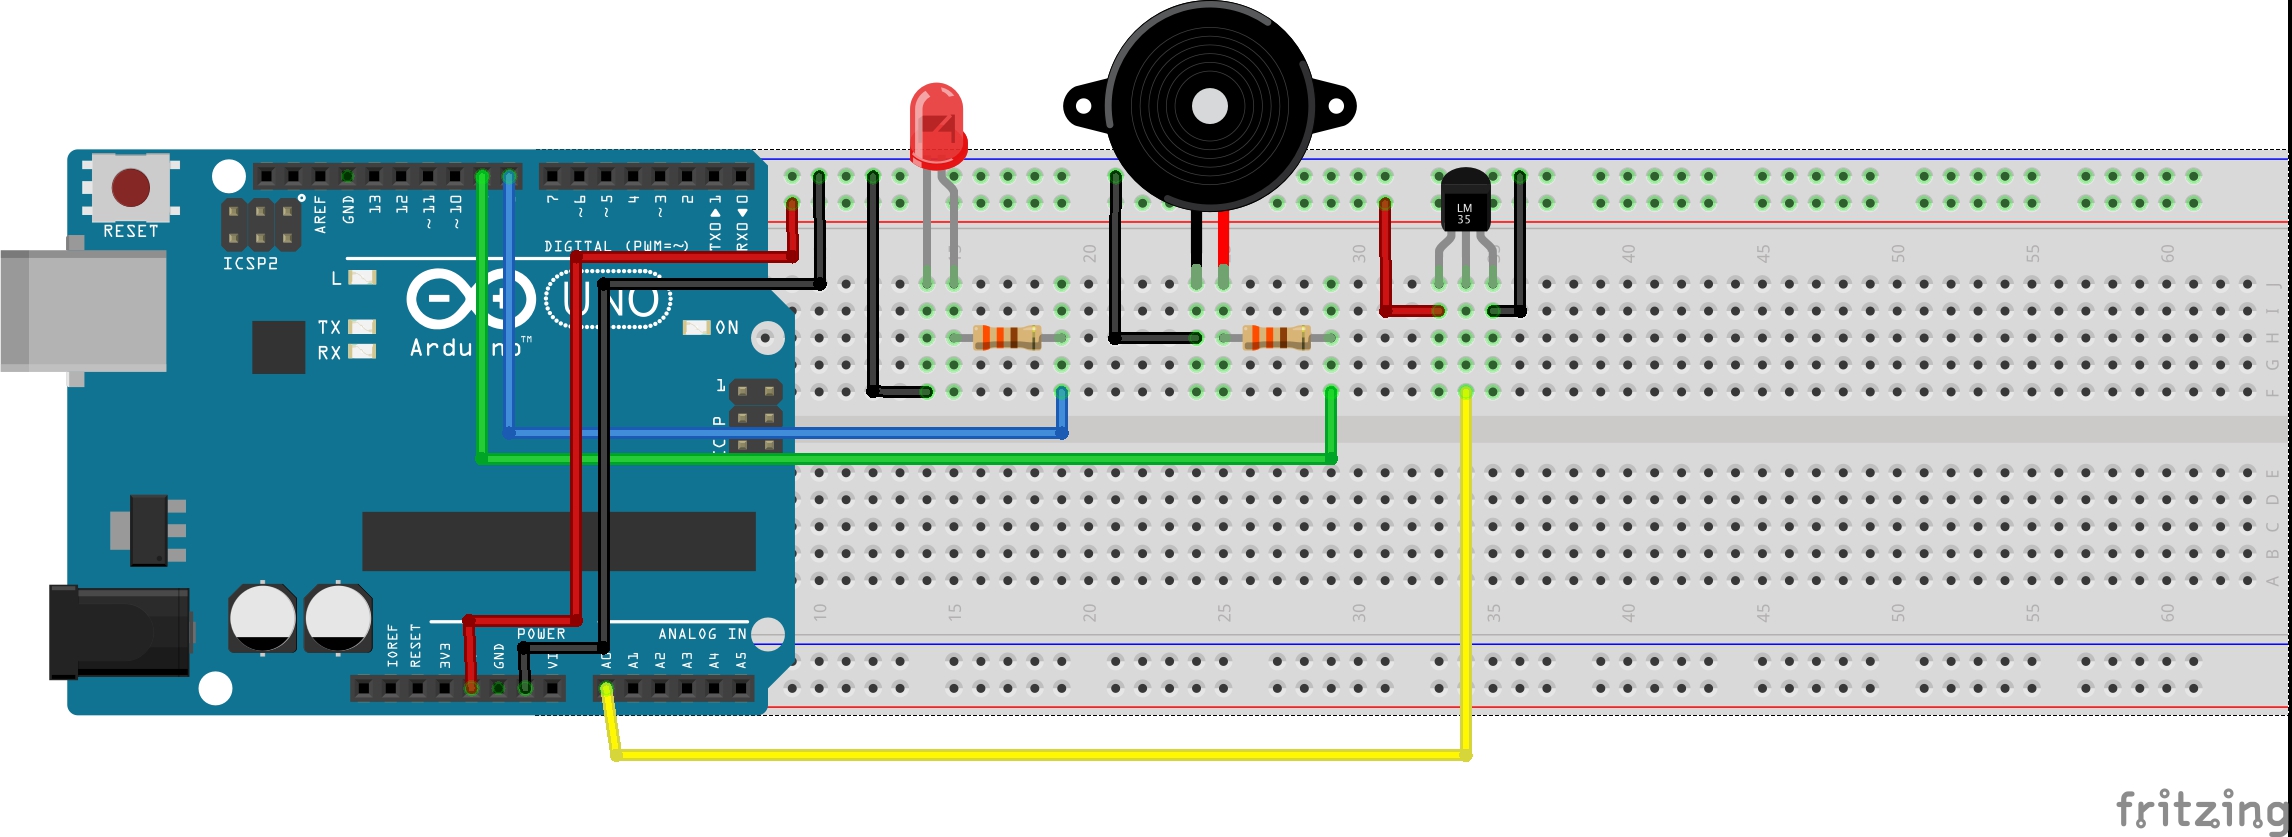 RESET
ICSP2
AREF
GND
13
12
~11
~10
7
~6
~5
4
~3
2
TX0▶1
RX0◀0
DIGITAL (PWM=~)
L
TX
RX
UNO
ON
Arduino™
1
IOREF
RESET
3V3
GND
POWER
ANALOG IN
A0
A1
A2
A3
A4
A5
LM
35
15
20
30
35
40
45
50
55
60
J
I
H
G
F
E
D
C
B
A
10
15
20
25
30
35
40
45
50
55
60
fritzing